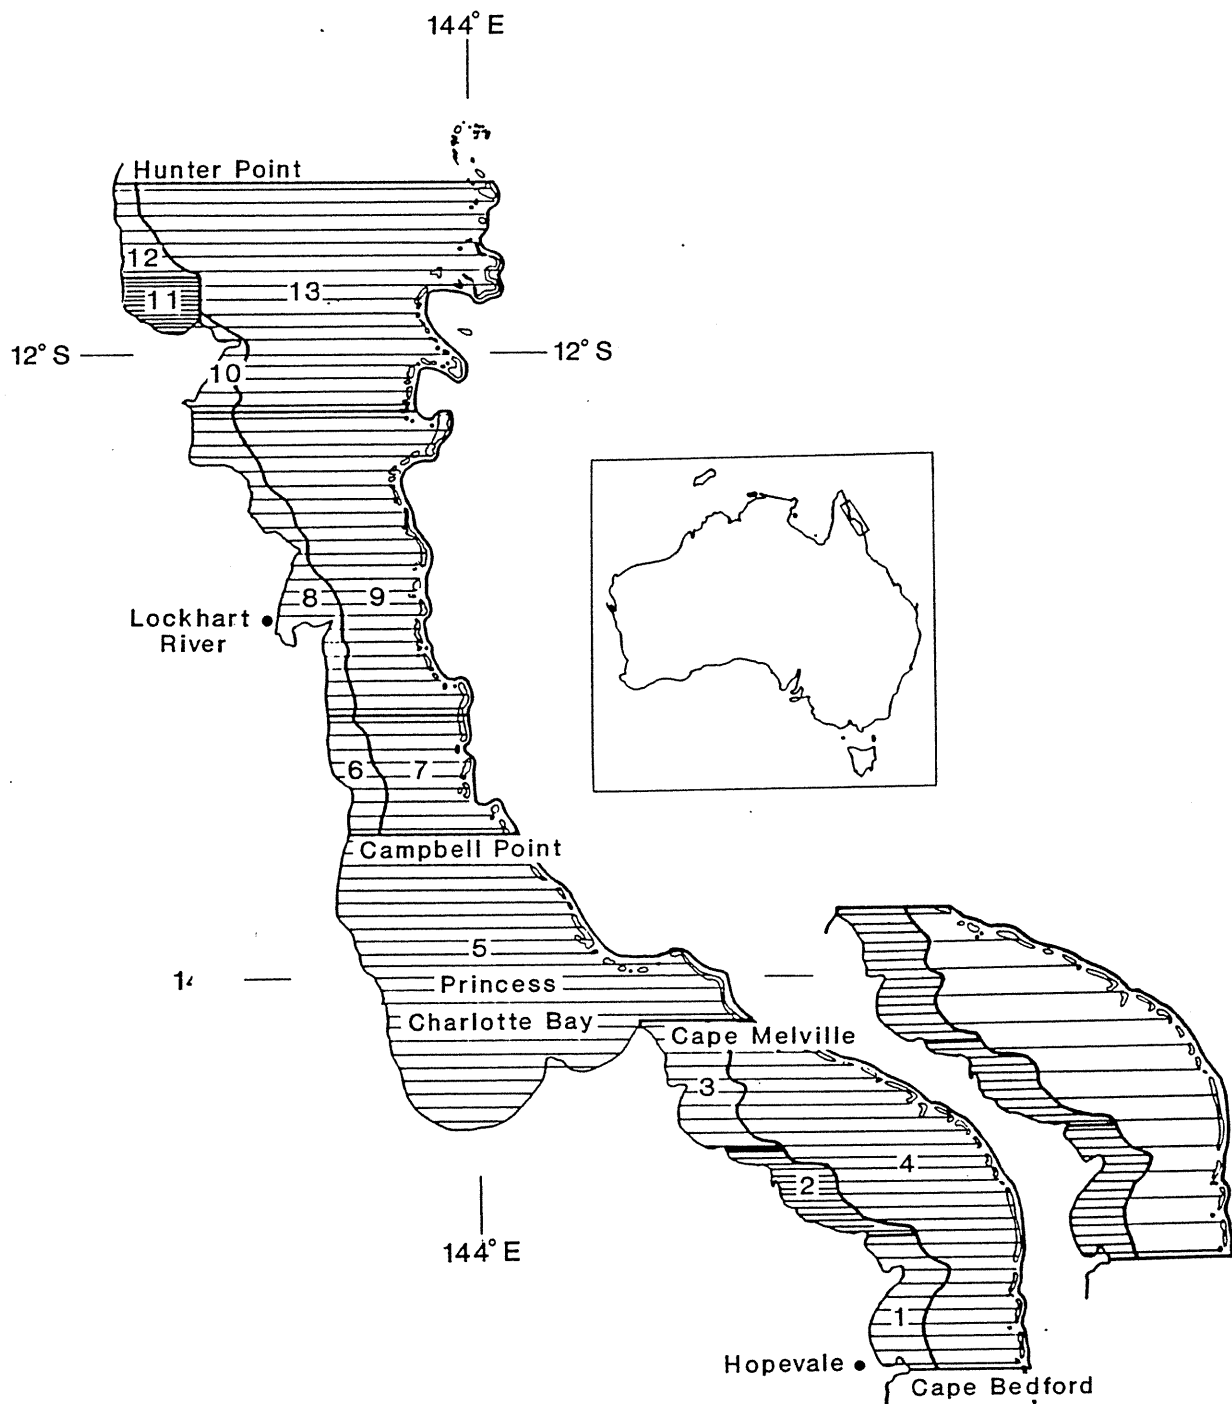 144° E
Hunter Point
12
11
13
12° S
12° S
10
8
9
Lockhart
River
6
7
Campbell Point
5
Princess
Charlotte Bay
Cape Melville
3
4
2
144° E
1
Hopevale
Cape Bedford